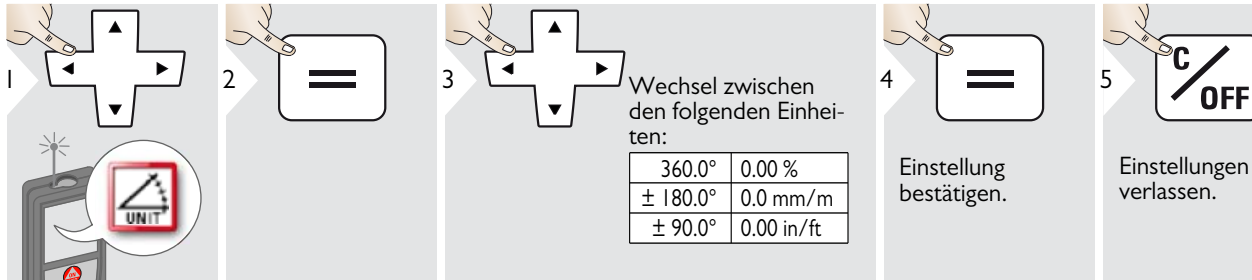 1
UNIT
ON
2
3
Wechsel zwischen
den folgenden Einhei-
ten:
360.0° 0.00 %
± 180.0° 0.0 mm/m
± 90.0° 0.00 in/ft
4
Einstellung
bestätigen.
5
C/OFF
Einstellungen
verlassen.